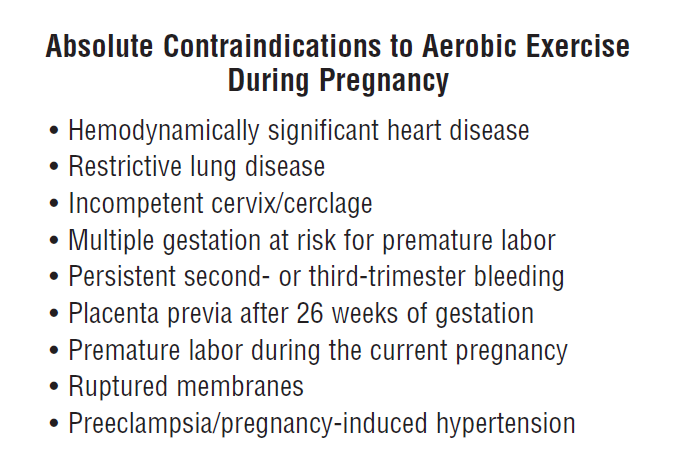 Absolute Contraindications to Aerobic Exercise
During Pregnancy
• Hemodynamically significant heart disease
• Restrictive lung disease
• Incompetent cervix/cerclage
• Multiple gestation at risk for premature labor
• Persistent second- or third-trimester bleeding
• Placenta previa after 26 weeks of gestation
• Premature labor during the current pregnancy
• Ruptured membranes
• Preeclampsia/pregnancy-induced hypertension